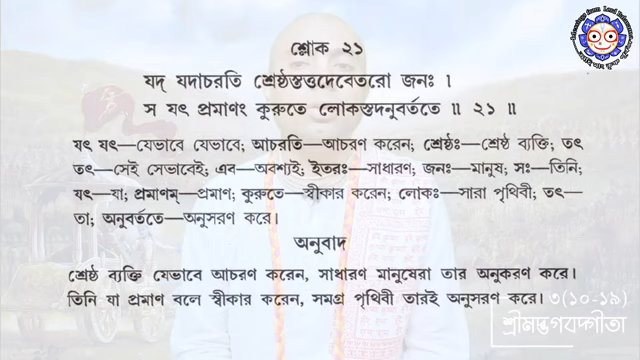 শ্লোক ২১
যদ্ যদাচরতি শ্রেষ্ঠস্তত্তদেবেতরো জনঃ ।
স যৎ প্রমাণং কুরুতে লোকস্তদনুবর্ততে ॥ ২১ ॥
যৎ যৎ—যেভাবে যেভাবে; আচরতি—আচরণ করেন; শ্রেষ্ঠঃ—শ্রেষ্ঠ ব্যক্তি; তৎ
তৎ—সেই সেভাবেই; এব—অবশ্যই; ইতরঃ—সাধারণ; জনঃ—মানুষ; সঃ—তিনি;
যৎ—যা; প্রমাণম্—প্রমাণ; কুরুতে—স্বীকার করেন; লোকঃ—সারা পৃথিবী; তৎ—
তা; অনুবর্ততে—অনুসরণ করে।
অনুবাদ
শ্রেষ্ঠ ব্যক্তি যেভাবে আচরণ করেন, সাধারণ মানুষেরা তার অনুকরণ করে।
তিনি যা প্রমাণ বলে স্বীকার করেন, সমগ্র পৃথিবী তারই অনুসরণ করে।
৩(১০-১৯)
শ্রীমদ্ভগবদ্গীতা